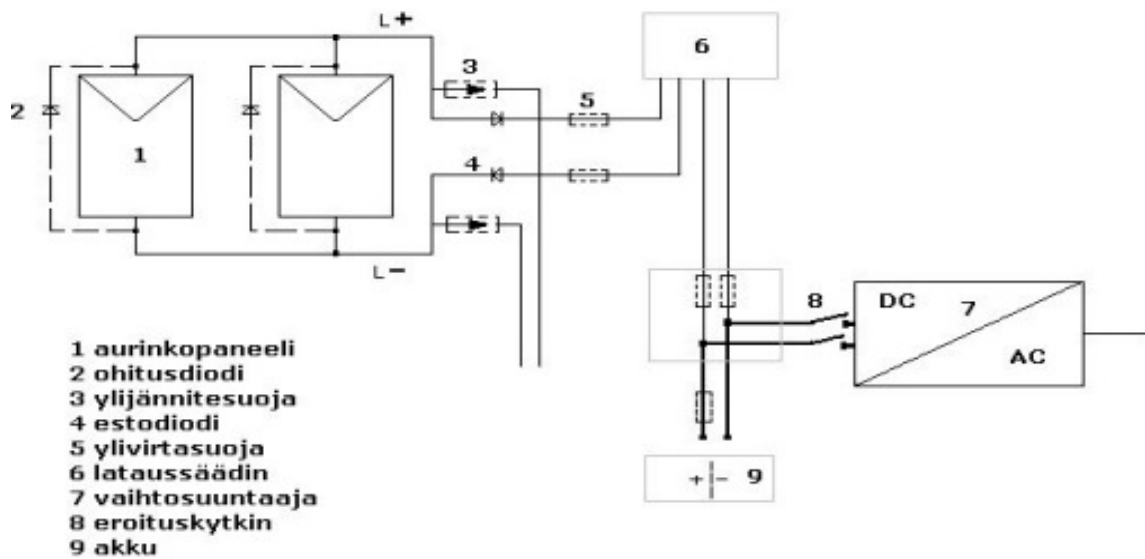 L+
6
3
5
2
1
4
L-
8
DC
7
AC
+ -
9
1 aurinkopaneeli
2 ohitusdiodi
3 ylijännitesuoja
4 estodiodi
5 ylivirtasuoja
6 lataussäädin
7 vaihtosuuntaaja
8 eroituskytkin
9 akku